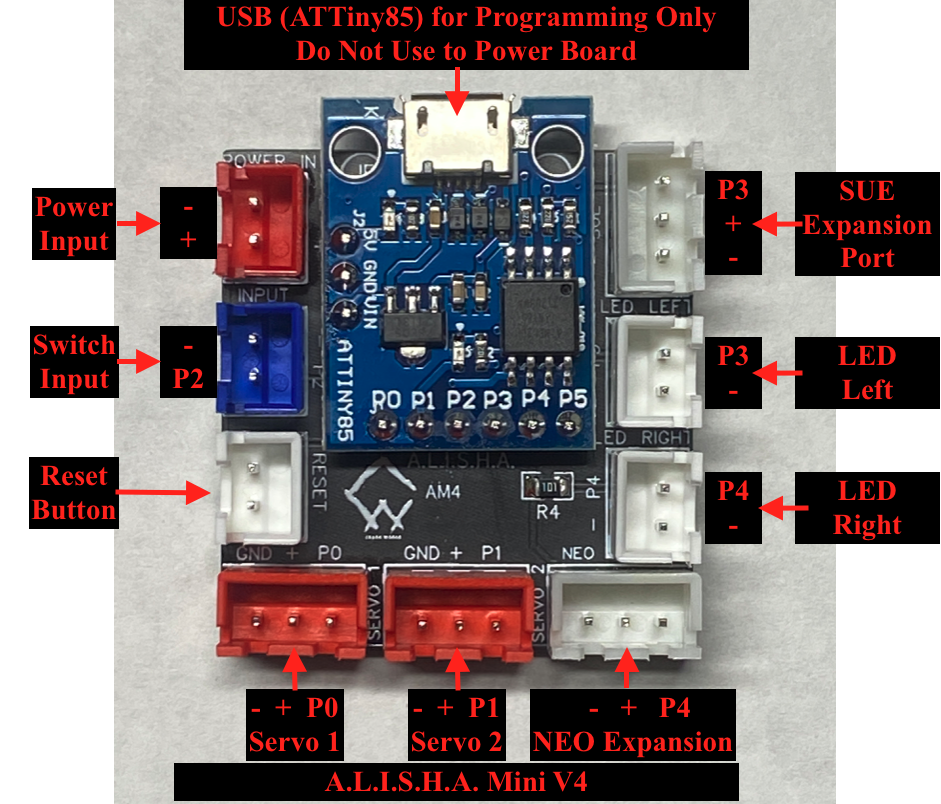 USB (ATTiny85) for Programming Only
Do Not Use to Power Board
POWER IN
Power
Input
-
+
P3
+
-
SUE
Expansion
Port
J2
5V GND VIN
INPUT
LED LEFT
Switch
Input
-
P2
P3
-
LED
Left
ATTINY85
P1 P2 P3 P4 P5
LED RIGHT
A.L.I.S.H.A.
Reset
Button
RESET
AM4
101
R4
P4
P4
-
LED
Right
GND + P0
GND + P1
NEO
SERVO 1
SERVO 2
- + P0
Servo 1
- + P1
Servo 2
- + P4
NEO Expansion
A.L.I.S.H.A. Mini V4